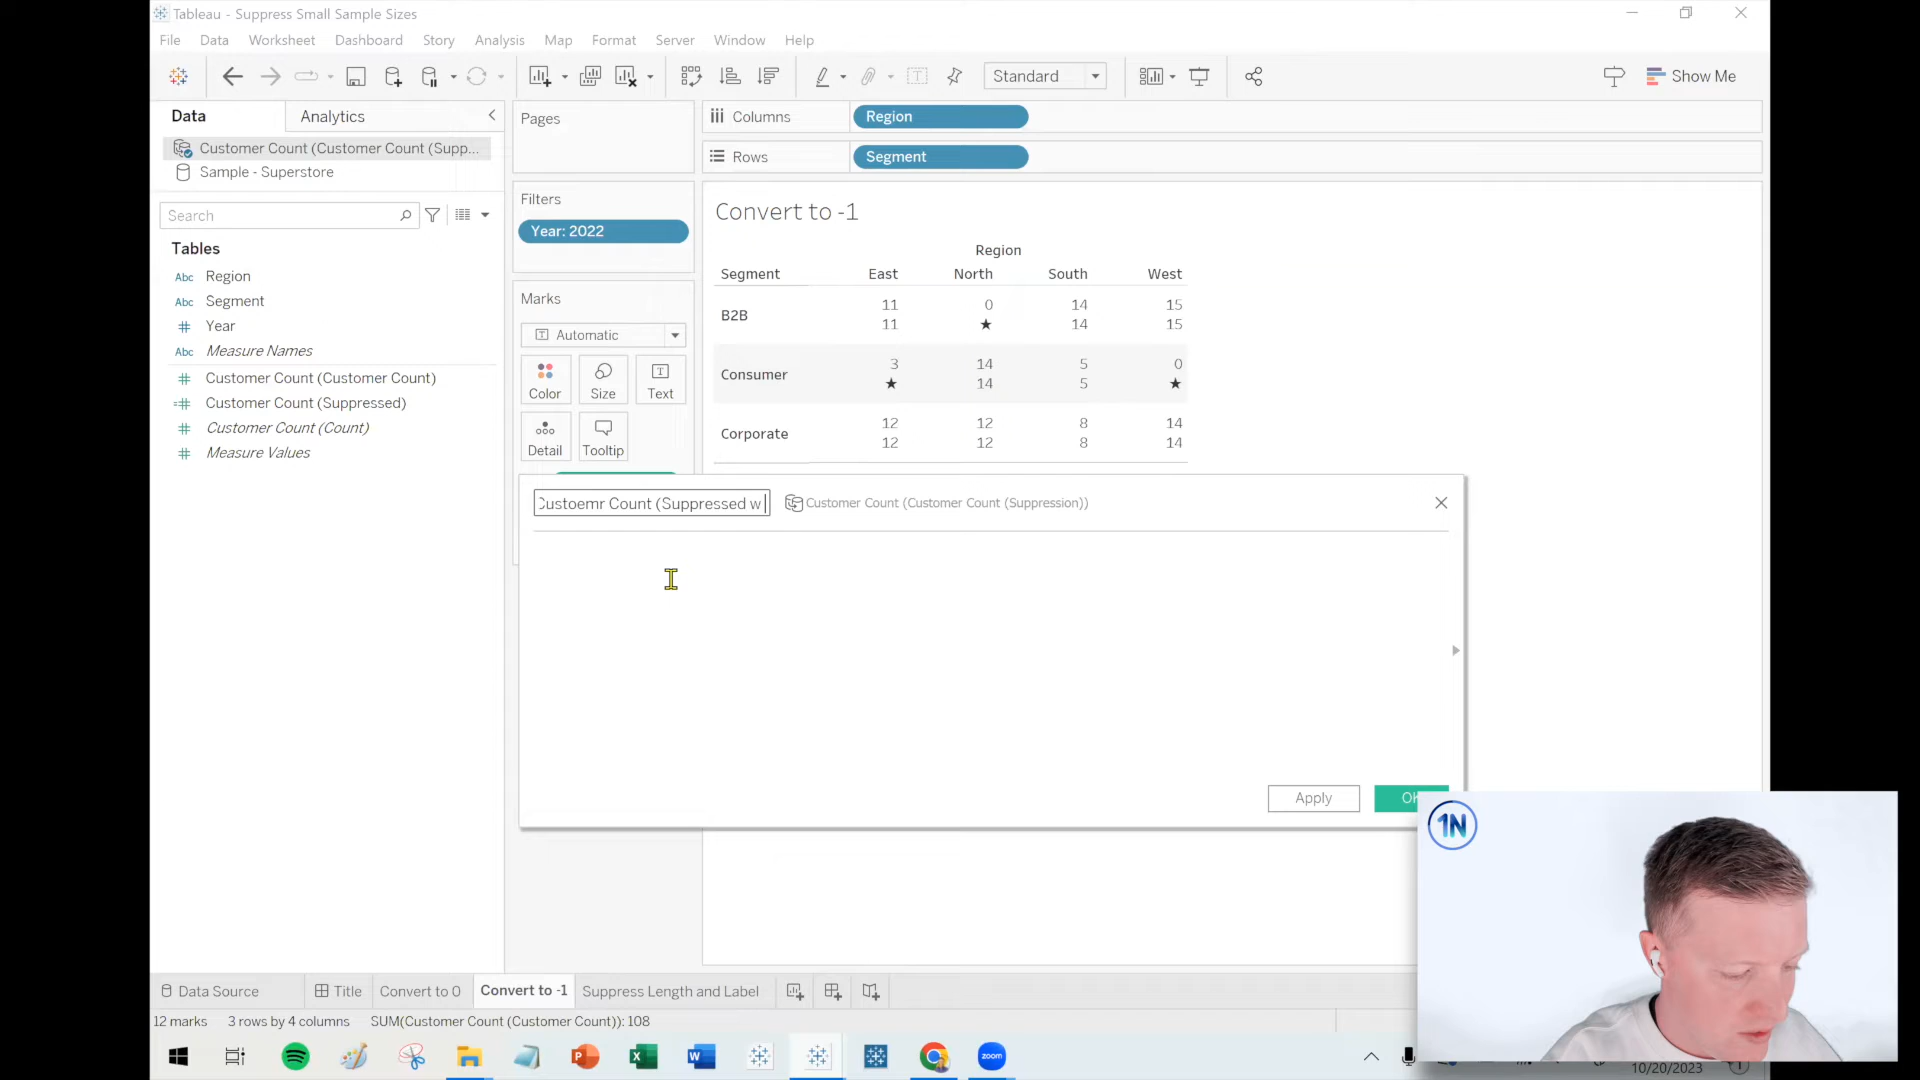 Tableau - Suppress Small Sample Sizes
File Data Worksheet Dashboard Story Analysis Map Format Server Window Help
Standard
Show Me
Data Analytics
Customer Count (Customer Count (Supp...
Sample - Superstore
Search
Tables
Abc Region
Abc Segment
# Year
Abc Measure Names
# Customer Count (Customer Count)
=# Customer Count (Suppressed)
# Customer Count (Count)
# Measure Values
Pages
Filters
Year: 2022
Marks
Automatic
Color Size Text
Detail Tooltip
Columns Region
Rows Segment
Convert to -1
Region
Segment East North South West
B2B 11 0 14 15
11 ★ 14 15
Consumer 3 14 5 0
★ 14 5 ★
Corporate 12 12 8 14
12 12 8 14
Custoemr Count (Suppressed w
Customer Count (Customer Count (Suppression))
Apply
1N
Data Source Title Convert to 0 Convert to -1 Suppress Length and Label
12 marks 3 rows by 4 columns SUM(Customer Count (Customer Count)): 108
zoom
10/20/2023